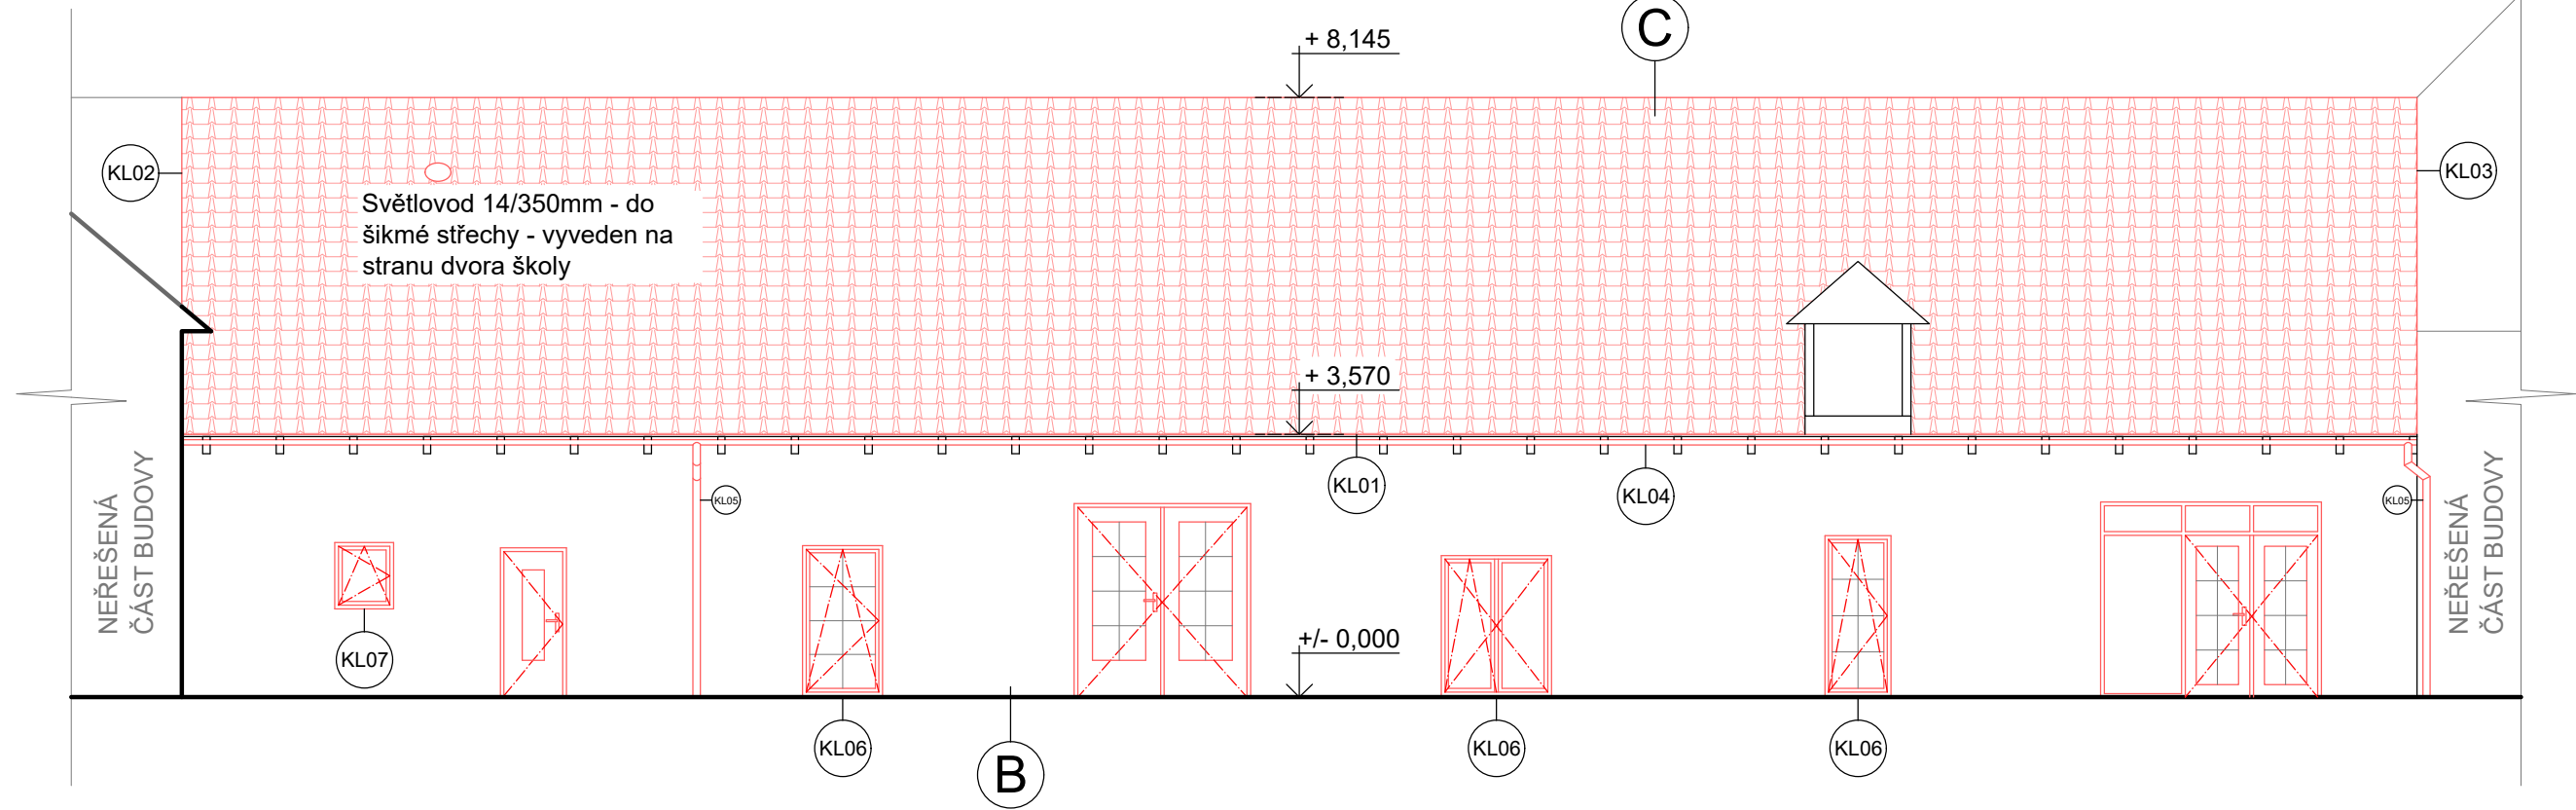 C
+ 8,145
KL02
KL03
Světlovod 14/350mm - do
šikmé střechy - vyveden na
stranu dvora školy
+ 3,570
KL01
KL04
KL05
KL05
NEŘEŠENÁ
ČÁST BUDOVY
NEŘEŠENÁ
ČÁST BUDOVY
+/- 0,000
KL07
KL06
KL06
KL06
B